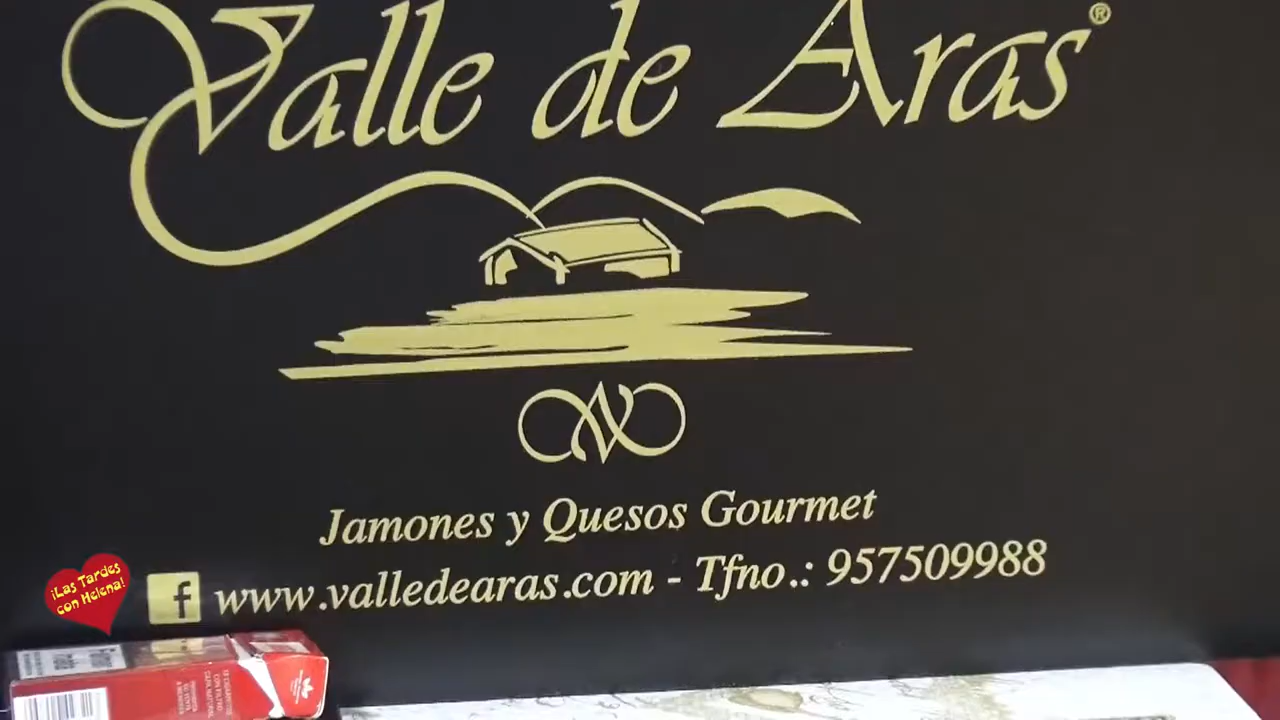 Valle de Aras®
Jamones y Quesos Gourmet
f www.valledearas.com - Tfno.: 957509988
¡Las Tardes
con Helena!